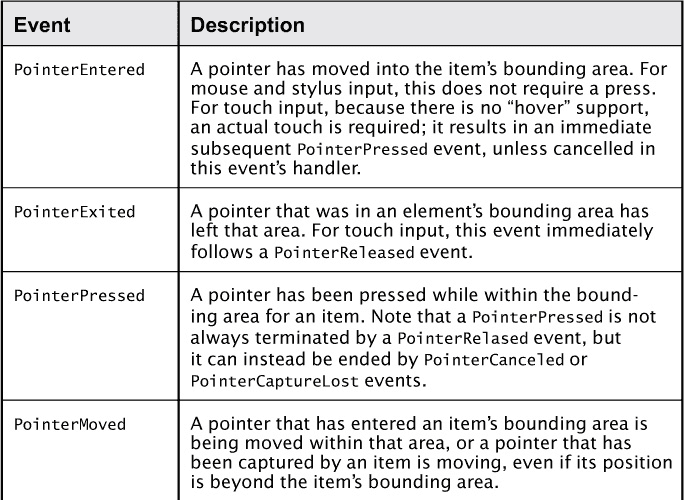 Event Description
PointerEntered A pointer has moved into the item’s bounding area. For
mouse and stylus input, this does not require a press.
For touch input, because there is no “hover” support,
an actual touch is required; it results in an immediate
subsequent PointerPressed event, unless cancelled in
this event’s handler.
PointerExited A pointer that was in an element’s bounding area has
left that area. For touch input, this event immediately
follows a PointerReleased event.
PointerPressed A pointer has been pressed while within the bound-
ing area for an item. Note that a PointerPressed is not
always terminated by a PointerRelased event, but
it can instead be ended by PointerCanceled or
PointerCaptureLost events.
PointerMoved A pointer that has entered an item’s bounding area is
being moved within that area, or a pointer that has
been captured by an item is moving, even if its position
is beyond the item’s bounding area.